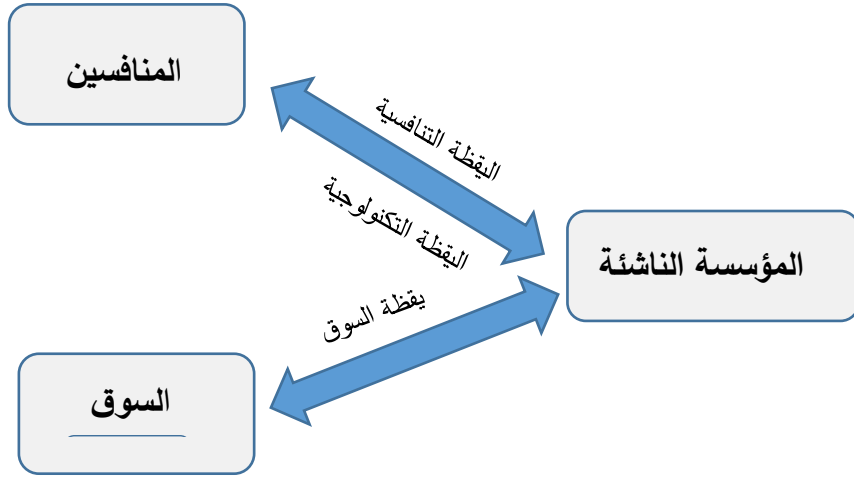 المنافسين
اليقظة التنافسية
اليقظة التكنولوجية
المؤسسة الناشئة
يقظة السوق
السوق